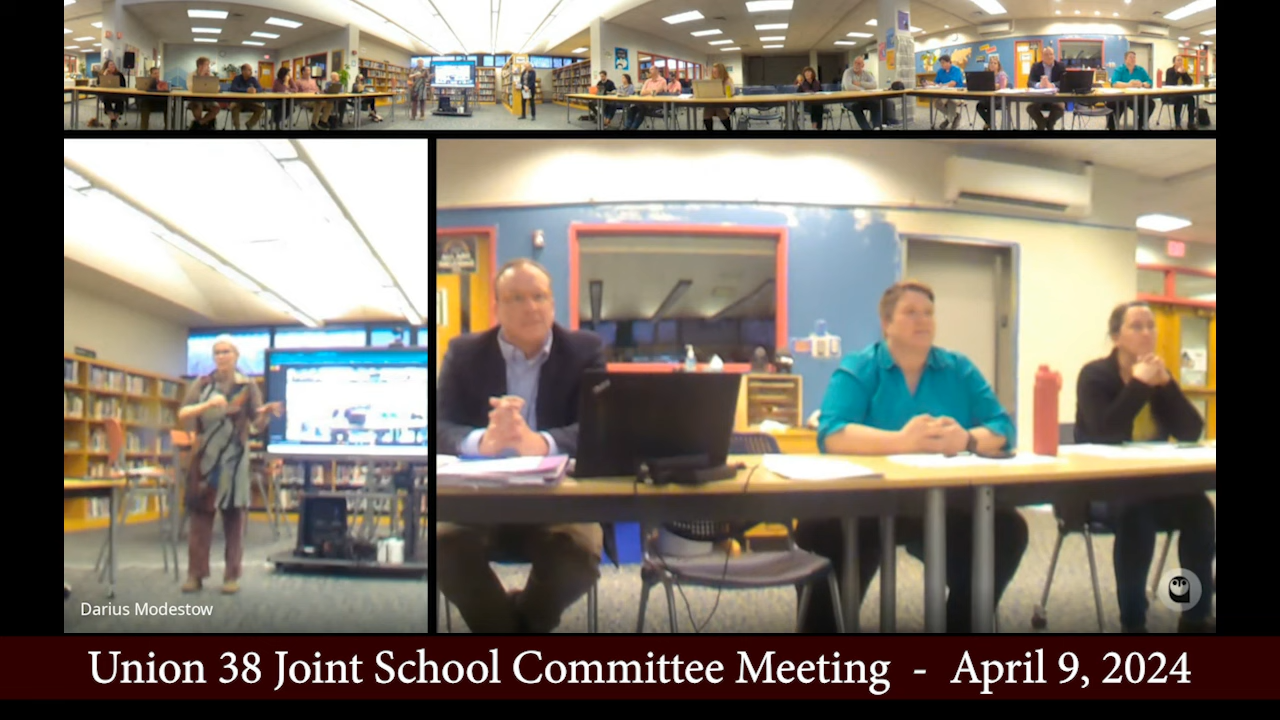 Darius Modestow
Union 38 Joint School Committee Meeting - April 9, 2024